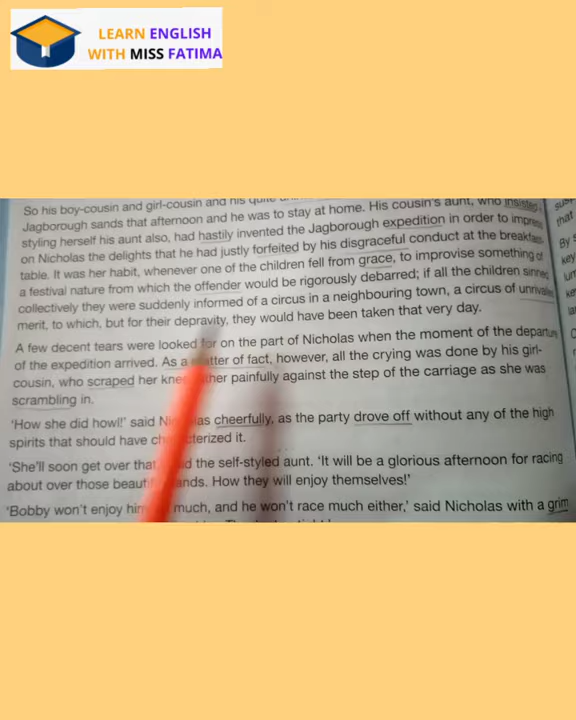 LEARN ENGLISH
WITH MISS FATIMA
So his boy-cousin and girl-cousin and his quite
Jagborough sands that afternoon and he was to stay at home. His cousin's aunt, who insisted,
styling herself his aunt also, had hastily invented the Jagborough expedition in order to impress
on Nicholas the delights that he had justly forfeited by his disgraceful conduct at the breakfast-
table. It was her habit, whenever one of the children fell from grace, to improvise something of
a festival nature from which the offender would be rigorously debarred; if all the children sinned
collectively they were suddenly informed of a circus in a neighbouring town, a circus of unrivalled
merit, to which, but for their depravity, they would have been taken that very day.
A few decent tears were looked for on the part of Nicholas when the moment of the departure
of the expedition arrived. As a matter of fact, however, all the crying was done by his girl-
cousin, who scraped her knee rather painfully against the step of the carriage as she was
scrambling in.
'How she did howl!' said Nicholas cheerfully, as the party drove off without any of the high
spirits that should have characterized it.
'She'll soon get over that,' said the self-styled aunt. 'It will be a glorious afternoon for racing
about over those beautiful sands. How they will enjoy themselves!'
'Bobby won't enjoy himself much, and he won't race much either,' said Nicholas with a grim
that
By
key
C